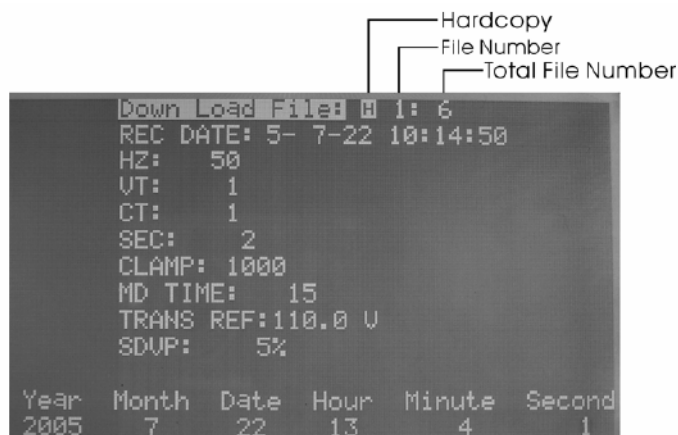 Hardcopy
File Number
Total File Number
Down Load File: H 1: 6
REC DATE: 5- 7-22 10:14:50
HZ: 50
VT: 1
CT: 1
SEC: 2
CLAMP: 1000
MD TIME: 15
TRANS REF:110.0 V
SDVP: 5%
Year Month Date Hour Minute Second
2005 7 22 13 4 1